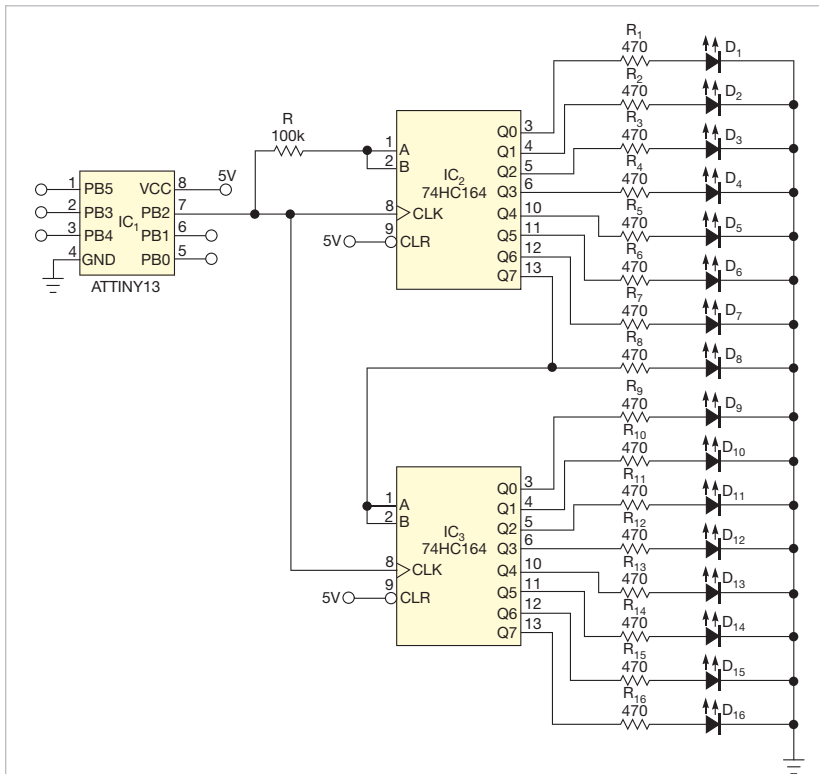 R
100k
1 PB5 VCC 8 5V
2 PB3 PB2 7
3 PB4 PB1 6
4 GND PB0 5
IC1
ATTINY13
1 A
2 B
8 CLK
5V 9 CLR
IC2
74HC164
Q0 3
Q1 4
Q2 5
Q3 6
Q4 10
Q5 11
Q6 12
Q7 13
1 A
2 B
8 CLK
5V 9 CLR
IC3
74HC164
Q0 3
Q1 4
Q2 5
Q3 6
Q4 10
Q5 11
Q6 12
Q7 13
R1
470 D1
R2
470 D2
R3
470 D3
R4
470 D4
R5
470 D5
R6
470 D6
R7
470 D7
R8
470 D8
R9
470 D9
R10
470 D10
R11
470 D11
R12
470 D12
R13
470 D13
R14
470 D14
R15
470 D15
R16
470 D16